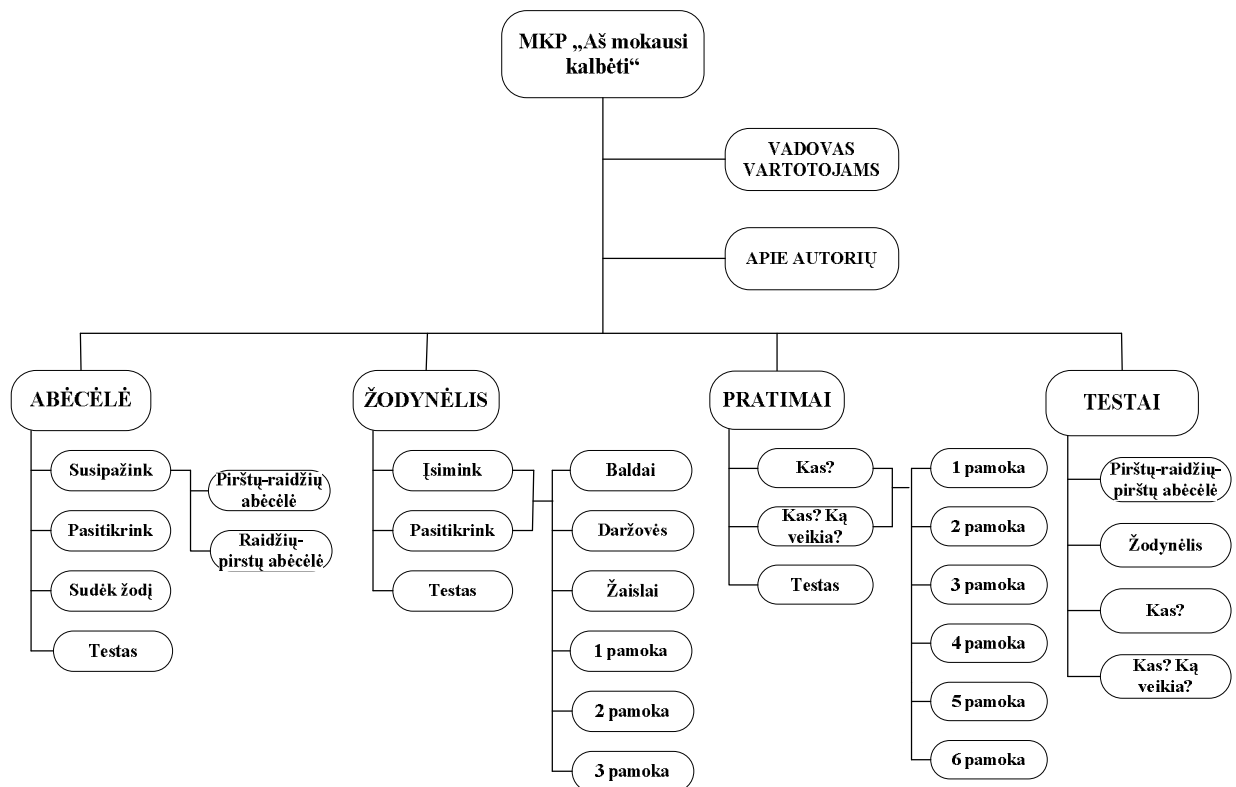 MKP „Aš mokausi
kalbėti“
VADOVAS
VARTOTOJAMS
APIE AUTORIŲ
ABĖCĖLĖ
Susipažink
Pirštų-raidžių
abėcėlė
Pasitikrink
Raidžių-
pirstų abėcėlė
Sudėk žodį
Testas
ŽODYNĖLIS
Įsimink
Pasitikrink
Testas
Baldai
Daržovės
Žaislai
1 pamoka
2 pamoka
3 pamoka
PRATIMAI
Kas?
Kas? Ką
veikia?
Testas
1 pamoka
2 pamoka
3 pamoka
4 pamoka
5 pamoka
6 pamoka
TESTAI
Pirštų-raidžių-
pirštų abėcėlė
Žodynėlis
Kas?
Kas? Ką
veikia?